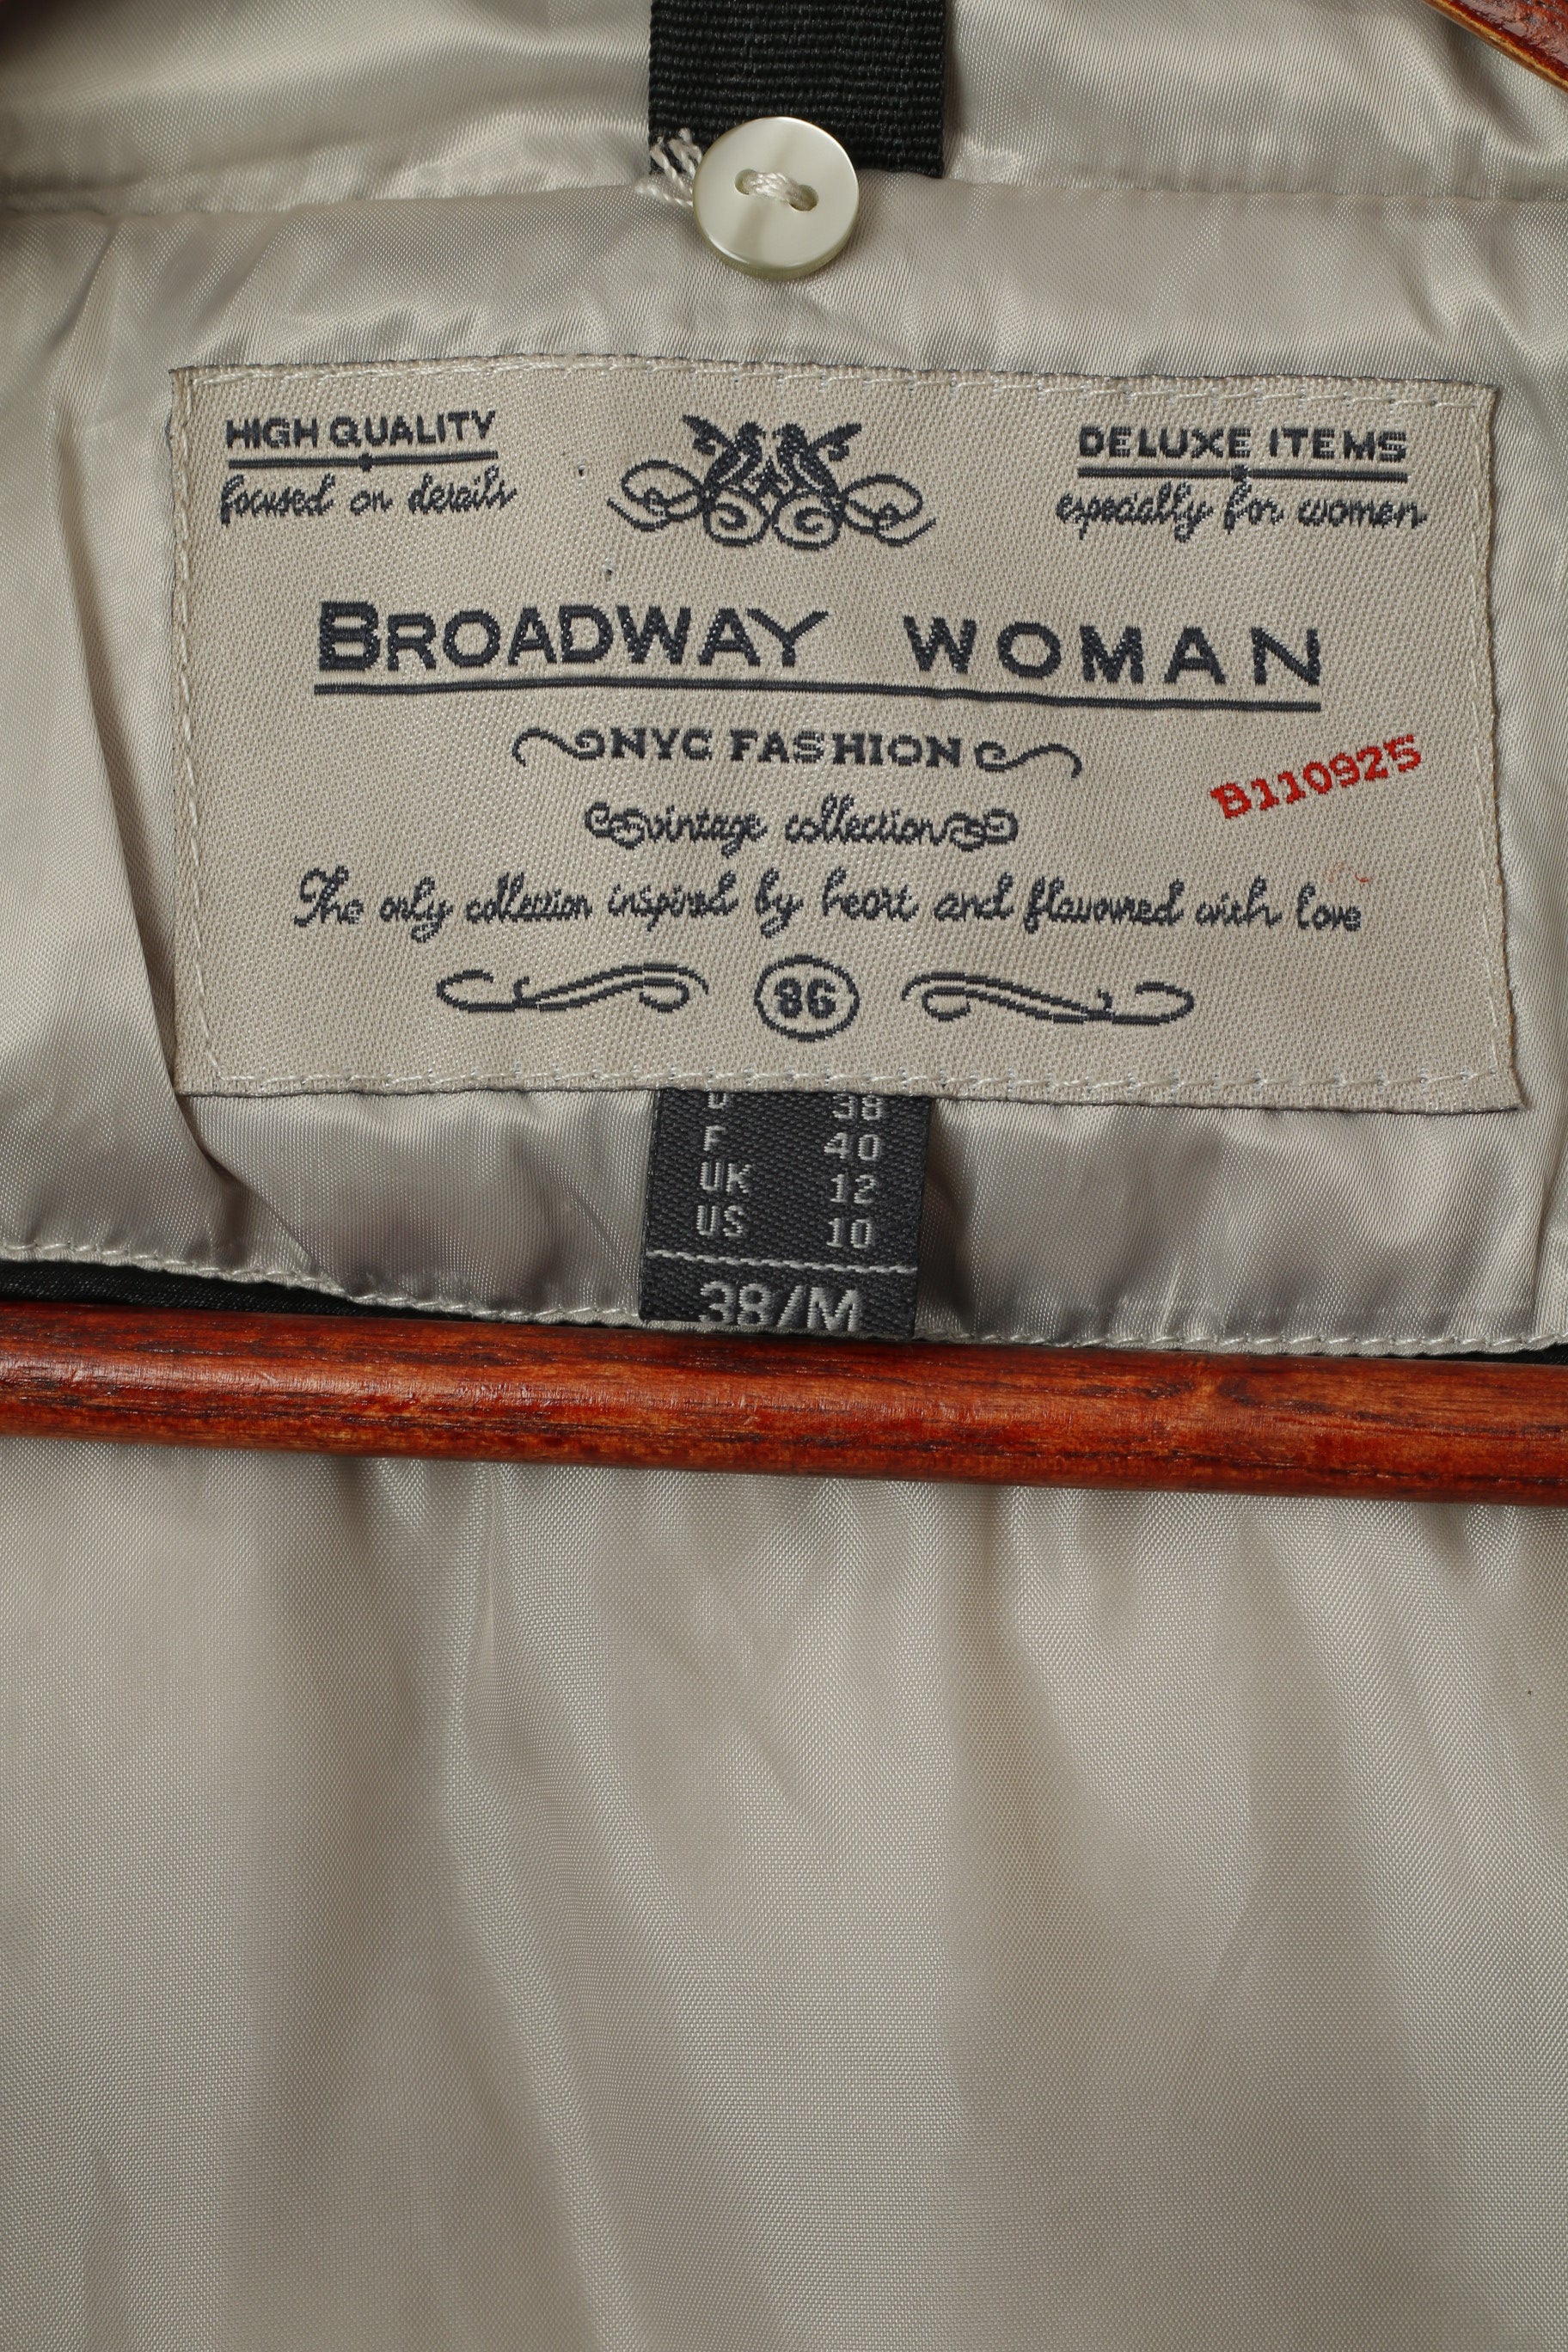 HIGH QUALITY
focused on details
DELUXE ITEMS
especially for women
BROADWAY WOMAN
NYC FASHION
B110925
vintage collection
The only collection inspired by heart and flavoured with love
86
D 38
F 40
UK 12
US 10
38/M